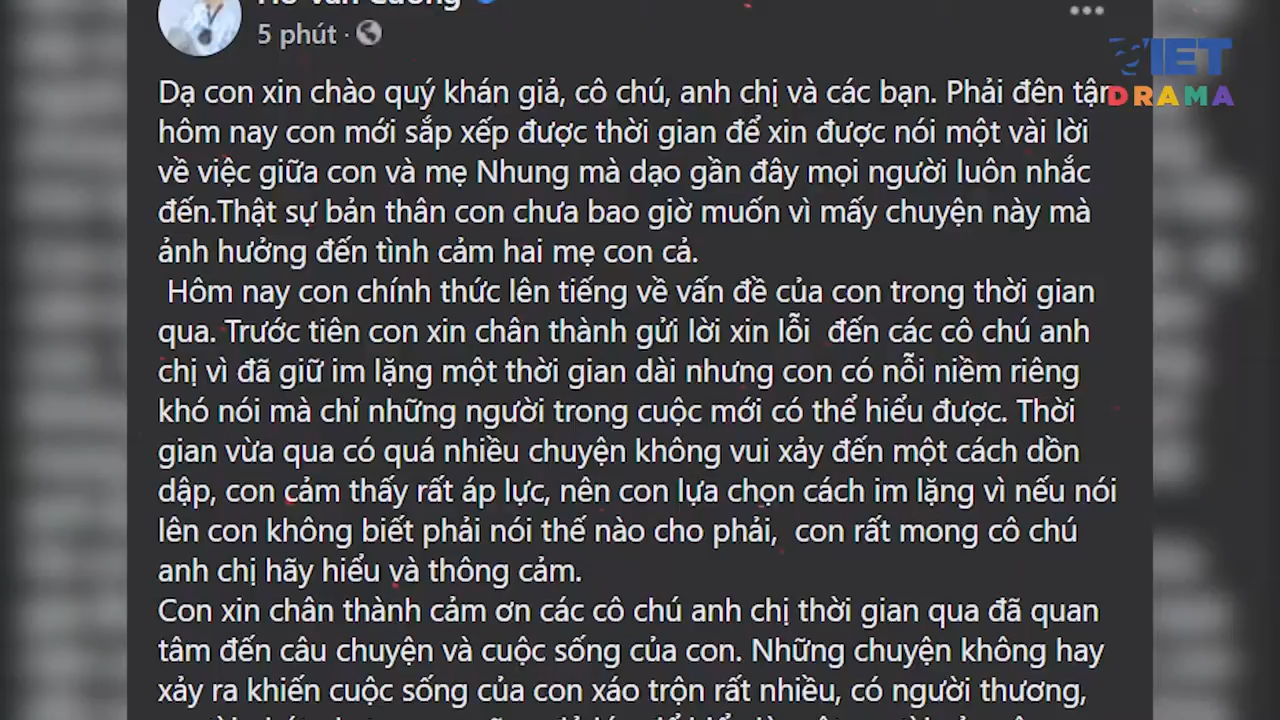 5 phút ·
VIET
DRAMA
Dạ con xin chào quý khán giả, cô chú, anh chị và các bạn. Phải đên tận
hôm nay con mới sắp xếp được thời gian để xin được nói một vài lời
về việc giữa con và mẹ Nhung mà dạo gần đây mọi người luôn nhắc
đến.Thật sự bản thân con chưa bao giờ muốn vì mấy chuyện này mà
ảnh hưởng đến tình cảm hai mẹ con cả.
Hôm nay con chính thức lên tiếng về vấn đề của con trong thời gian
qua. Trước tiên con xin chân thành gửi lời xin lỗi đến các cô chú anh
chị vì đã giữ im lặng một thời gian dài nhưng con có nỗi niềm riêng
khó nói mà chỉ những người trong cuộc mới có thể hiểu được. Thời
gian vừa qua có quá nhiều chuyện không vui xảy đến một cách dồn
dập, con cảm thấy rất áp lực, nên con lựa chọn cách im lặng vì nếu nói
lên con không biết phải nói thế nào cho phải, con rất mong cô chú
anh chị hãy hiểu và thông cảm.
Con xin chân thành cảm ơn các cô chú anh chị thời gian qua đã quan
tâm đến câu chuyện và cuộc sống của con. Những chuyện không hay
xảy ra khiến cuộc sống của con xáo trộn rất nhiều, có người thương,